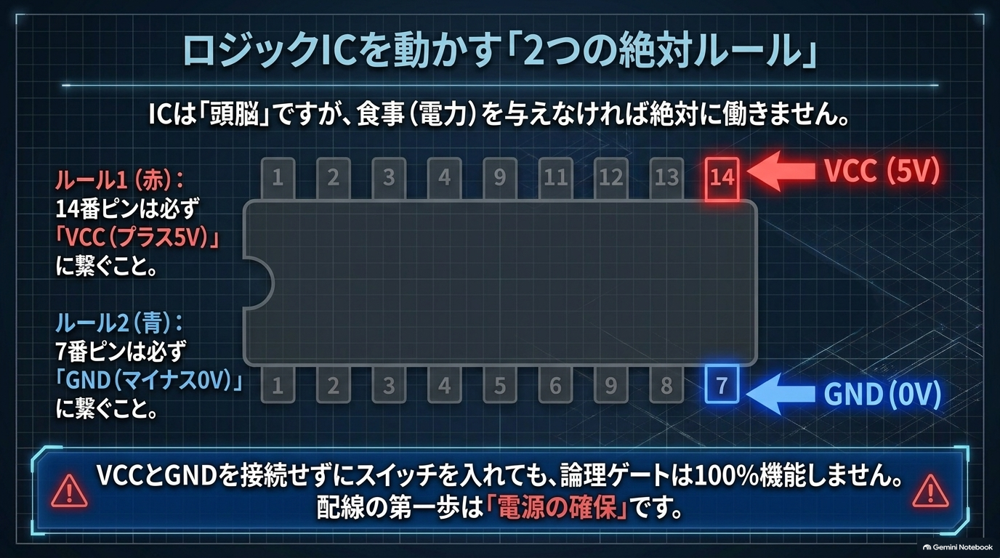 ロジックICを動かす「2つの絶対ルール」
ICは「頭脳」ですが、食事（電力）を与えなければ絶対に働きません。
ルール1（赤）：
14番ピンは必ず
「VCC（プラス5V）」
に繋ぐこと。
ルール2（青）：
7番ピンは必ず
「GND（マイナス0V）」
に繋ぐこと。
1 2 3 4 9 11 12 13 14
VCC（5V）
1 2 3 4 5 6 9 8 7
GND（0V）
VCCとGNDを接続せずにスイッチを入れても、論理ゲートは100%機能しません。
配線の第一歩は「電源の確保」です。
Gemini Notebook